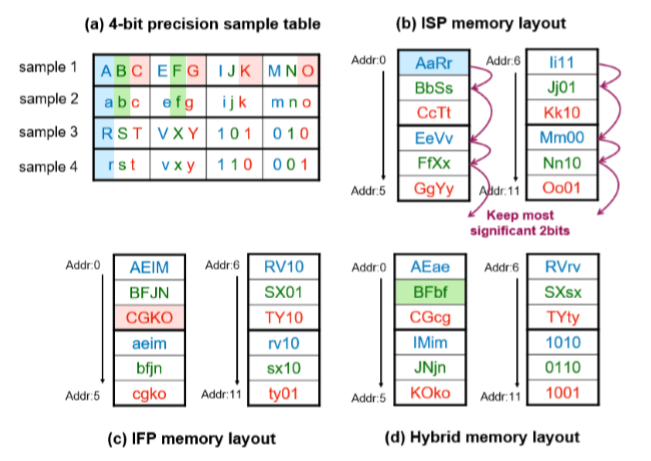 (a) 4-bit precision sample table
sample 1 A B C E F G I J K M N O
sample 2 a b c e f g i j k m n o
sample 3 R S T V X Y 1 0 1 0 1 0
sample 4 r s t v x y 1 1 0 0 0 1
(b) ISP memory layout
Addr:0 AaRr
BbSs
CcTt
EeVv
FfXx
Addr:5 GgYy
Addr:6 Ii11
Jj01
Kk10
Mm00
Nn10
Addr:11 Oo01
Keep most
significant 2bits
Addr:0 AEIM
BFJN
CGKO
aeim
bfjn
Addr:5 cgko
Addr:6 RV10
SX01
TY10
rv10
sx10
Addr:11 ty01
(c) IFP memory layout
Addr:0 AEae
BFbf
CGcg
IMim
JNjn
Addr:5 KOko
Addr:6 RVrv
SXsx
TYty
1010
0110
Addr:11 1001
(d) Hybrid memory layout